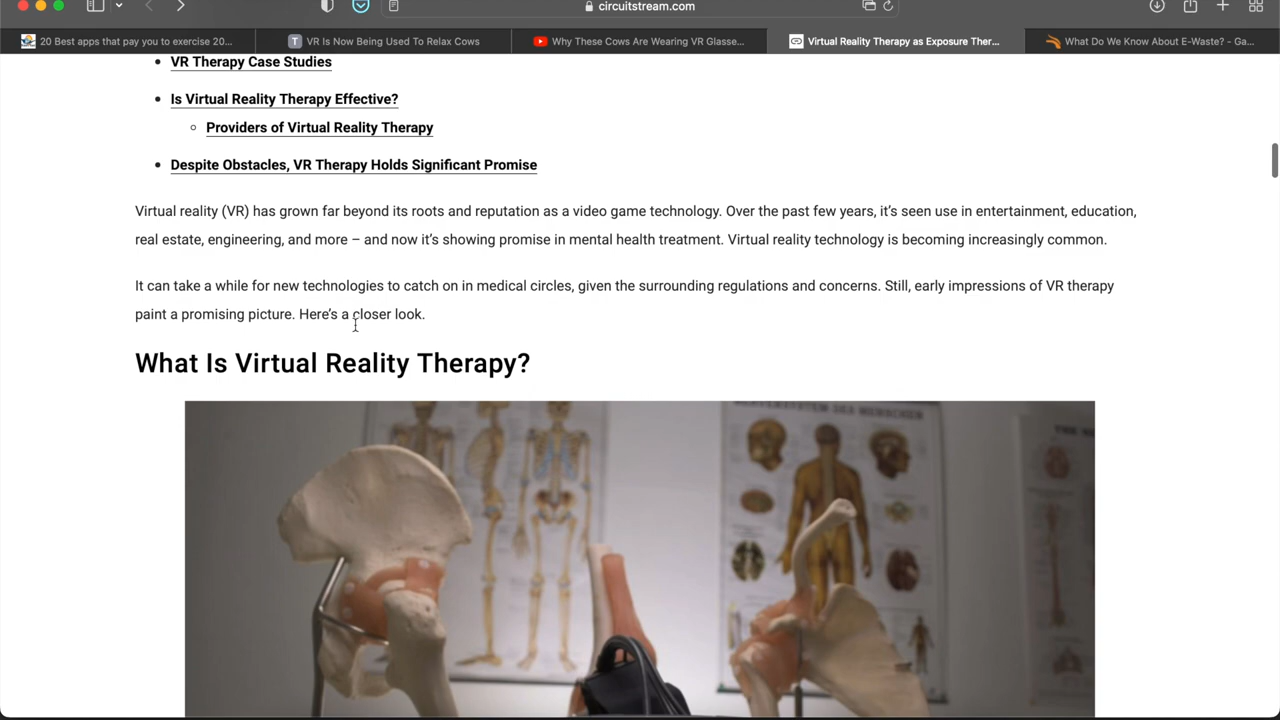 circuitstream.com
20 Best apps that pay you to exercise 20...
VR Is Now Being Used To Relax Cows
Why These Cows Are Wearing VR Glasse...
Virtual Reality Therapy as Exposure Ther...
What Do We Know About E-Waste? - Ga...
VR Therapy Case Studies
Is Virtual Reality Therapy Effective?
Providers of Virtual Reality Therapy
Despite Obstacles, VR Therapy Holds Significant Promise
Virtual reality (VR) has grown far beyond its roots and reputation as a video game technology. Over the past few years, it’s seen use in entertainment, education,
real estate, engineering, and more – and now it’s showing promise in mental health treatment. Virtual reality technology is becoming increasingly common.
It can take a while for new technologies to catch on in medical circles, given the surrounding regulations and concerns. Still, early impressions of VR therapy
paint a promising picture. Here’s a closer look.
What Is Virtual Reality Therapy?